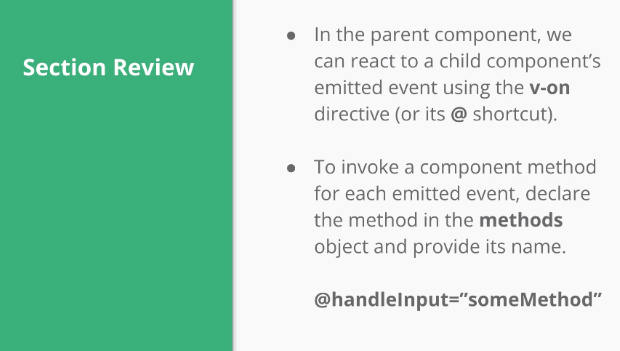 Section Review
● In the parent component, we
can react to a child component’s
emitted event using the v-on
directive (or its @ shortcut).
● To invoke a component method
for each emitted event, declare
the method in the methods
object and provide its name.
@handleInput=”someMethod”